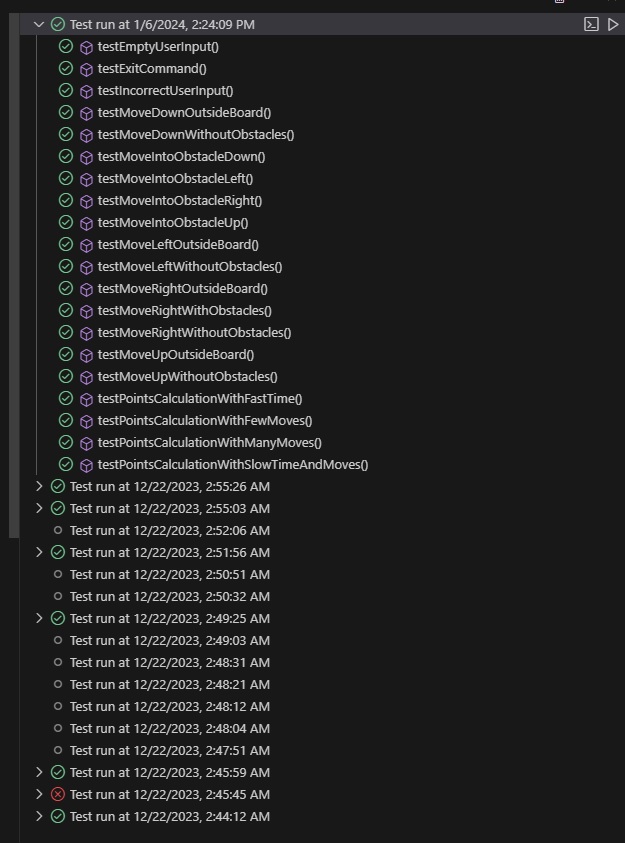 Test run at 1/6/2024, 2:24:09 PM
testEmptyUserInput()
testExitCommand()
testIncorrectUserInput()
testMoveDownOutsideBoard()
testMoveDownWithoutObstacles()
testMoveIntoObstacleDown()
testMoveIntoObstacleLeft()
testMoveIntoObstacleRight()
testMoveIntoObstacleUp()
testMoveLeftOutsideBoard()
testMoveLeftWithoutObstacles()
testMoveRightOutsideBoard()
testMoveRightWithObstacles()
testMoveRightWithoutObstacles()
testMoveUpOutsideBoard()
testMoveUpWithoutObstacles()
testPointsCalculationWithFastTime()
testPointsCalculationWithFewMoves()
testPointsCalculationWithManyMoves()
testPointsCalculationWithSlowTimeAndMoves()
Test run at 12/22/2023, 2:55:26 AM
Test run at 12/22/2023, 2:55:03 AM
Test run at 12/22/2023, 2:52:06 AM
Test run at 12/22/2023, 2:51:56 AM
Test run at 12/22/2023, 2:50:51 AM
Test run at 12/22/2023, 2:50:32 AM
Test run at 12/22/2023, 2:49:25 AM
Test run at 12/22/2023, 2:49:03 AM
Test run at 12/22/2023, 2:48:31 AM
Test run at 12/22/2023, 2:48:21 AM
Test run at 12/22/2023, 2:48:12 AM
Test run at 12/22/2023, 2:48:04 AM
Test run at 12/22/2023, 2:47:51 AM
Test run at 12/22/2023, 2:45:59 AM
Test run at 12/22/2023, 2:45:45 AM
Test run at 12/22/2023, 2:44:12 AM